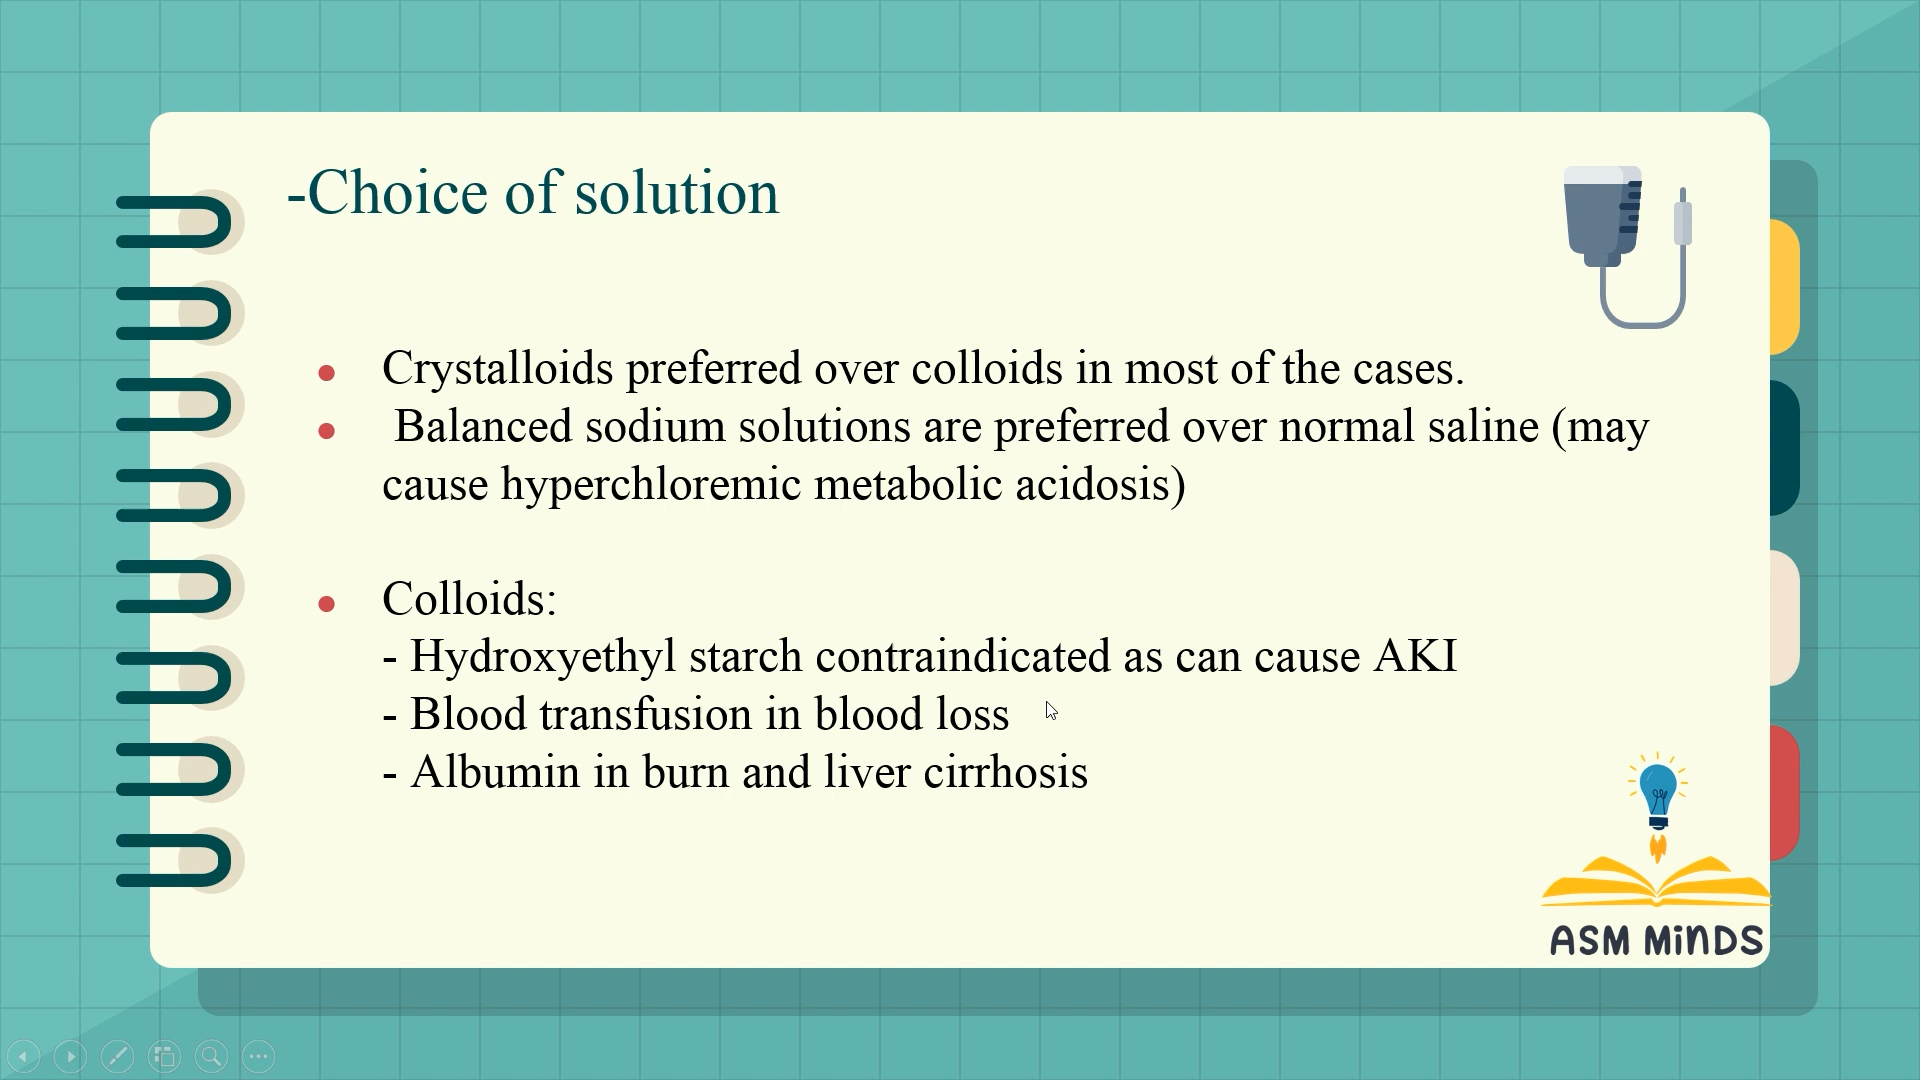 -Choice of solution
• Crystalloids preferred over colloids in most of the cases.
• Balanced sodium solutions are preferred over normal saline (may
cause hyperchloremic metabolic acidosis)
• Colloids:
- Hydroxyethyl starch contraindicated as can cause AKI
- Blood transfusion in blood loss
- Albumin in burn and liver cirrhosis
ASM MiNDS